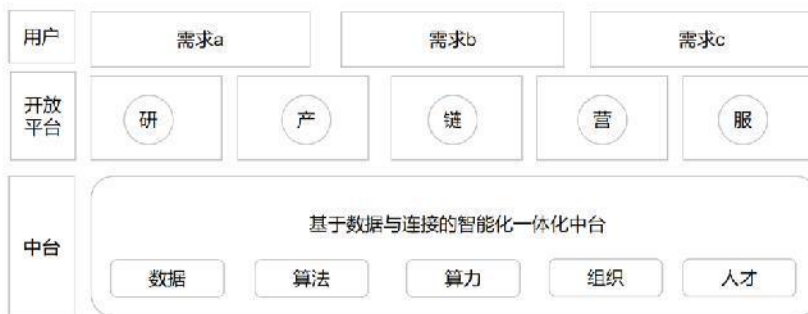 用户
需求a
需求b
需求c
开放
平台
研
产
链
营
服
中台
基于数据与连接的智能化一体化中台
数据
算法
算力
组织
人才